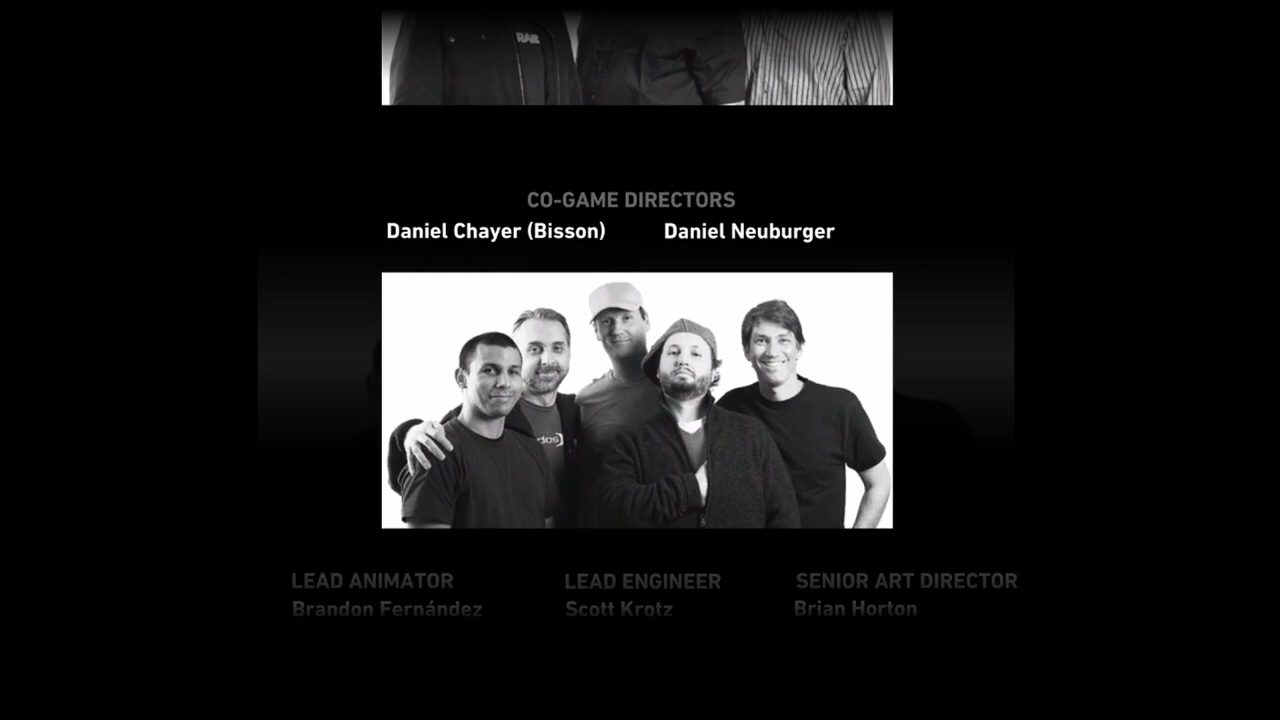 CO-GAME DIRECTORS
Daniel Chayer (Bisson) Daniel Neuburger
dos
LEAD ANIMATOR LEAD ENGINEER SENIOR ART DIRECTOR
Brandon Fernández Scott Krotz Brian Horton